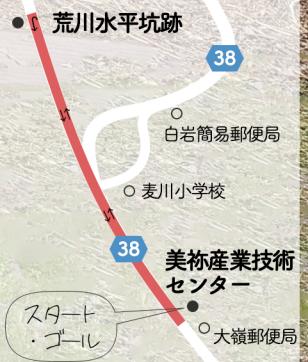 荒川水平坑跡
38
白岩簡易郵便局
麦川小学校
38
美祢産業技術
センター
スタート
・ゴール
大嶺郵便局